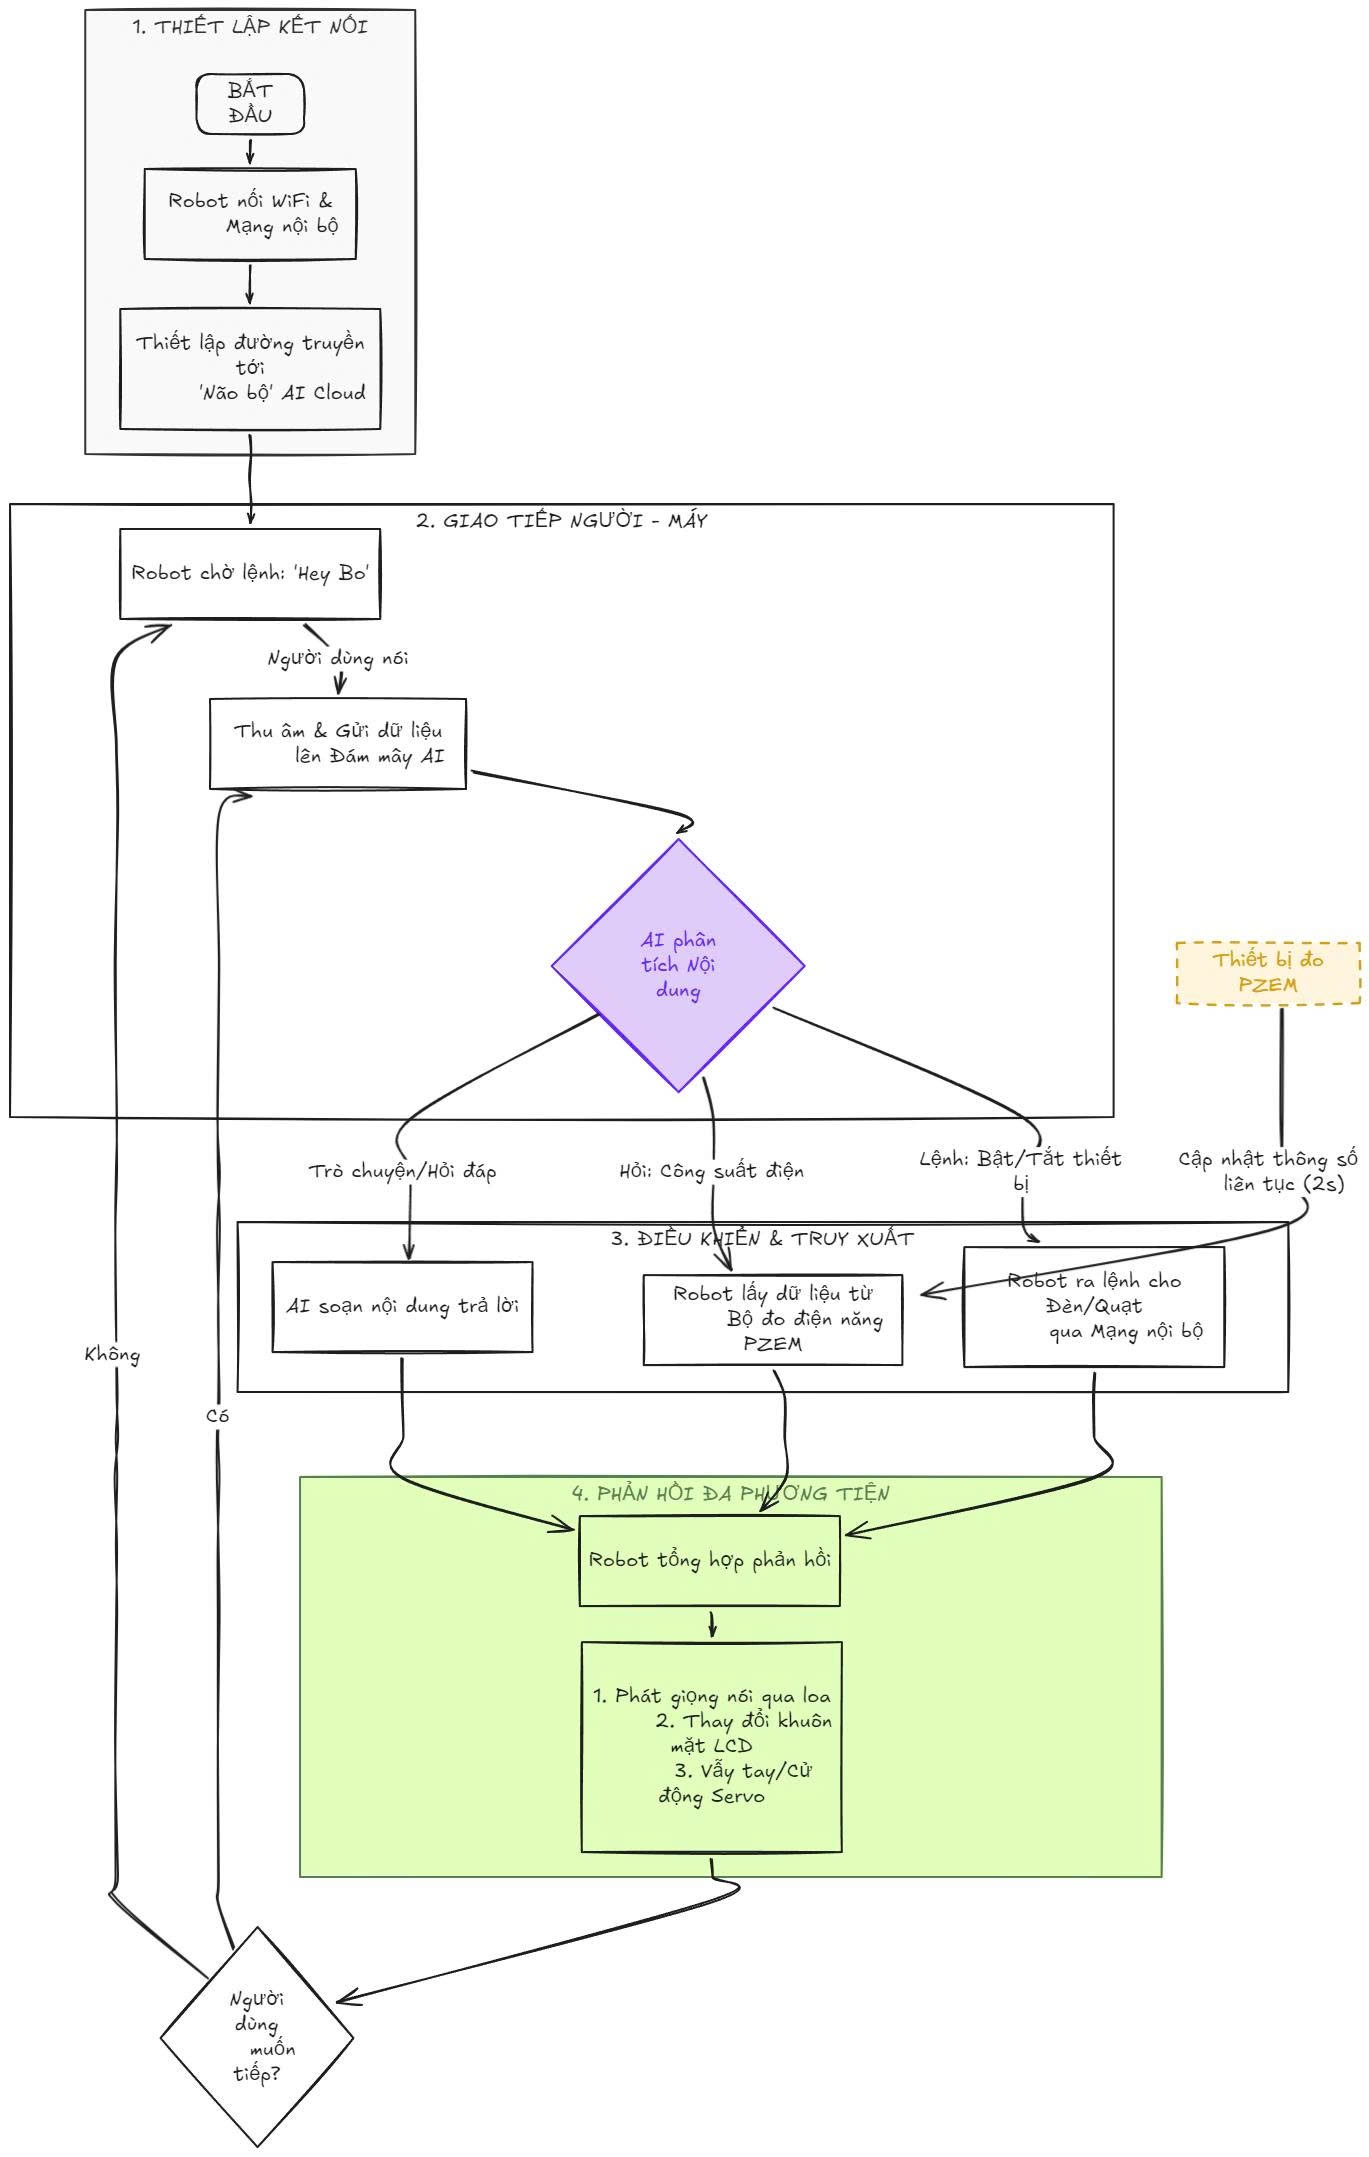 1. THIẾT LẬP KẾT NỐI
BẮT
ĐẦU
Robot nối WiFi &
Mạng nội bộ
Thiết lập đường truyền
tới
'Não bộ' AI Cloud
2. GIAO TIẾP NGƯỜI - MÁY
Robot chờ lệnh: 'Hey Bo'
Người dùng nói
Thu âm & Gửi dữ liệu
lên Đám mây AI
AI phân
tích Nội
dung
Thiết bị đo
PZEM
Trò chuyện/Hỏi đáp
Hỏi: Công suất điện
Lệnh: Bật/Tắt thiết
bị
Cập nhật thông số
liên tục (2s)
3. ĐIỀU KHIỂN & TRUY XUẤT
AI soạn nội dung trả lời
Robot lấy dữ liệu từ
Bộ đo điện năng
PZEM
Robot ra lệnh cho
Đèn/Quạt
qua Mạng nội bộ
Không
Có
4. PHẢN HỒI ĐA PHƯƠNG TIỆN
Robot tổng hợp phản hồi
1. Phát giọng nói qua loa
2. Thay đổi khuôn
mặt LCD
3. Vẫy tay/Cử
động Servo
Người
dùng
muốn
tiếp?